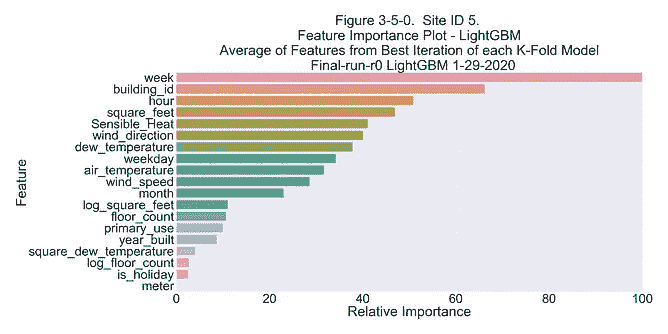 Figure 3-5-0. Site ID 5.
Feature Importance Plot - LightGBM
Average of Features from Best Iteration of each K-Fold Model
Final-run-r0 LightGBM 1-29-2020
Feature
week
building_id
hour
square_feet
Sensible_Heat
wind_direction
dew_temperature
weekday
air_temperature
wind_speed
month
log_square_feet
floor_count
primary_use
year_built
square_dew_temperature
log_floor_count
is_holiday
meter
0 20 40 60 80 100
Relative Importance